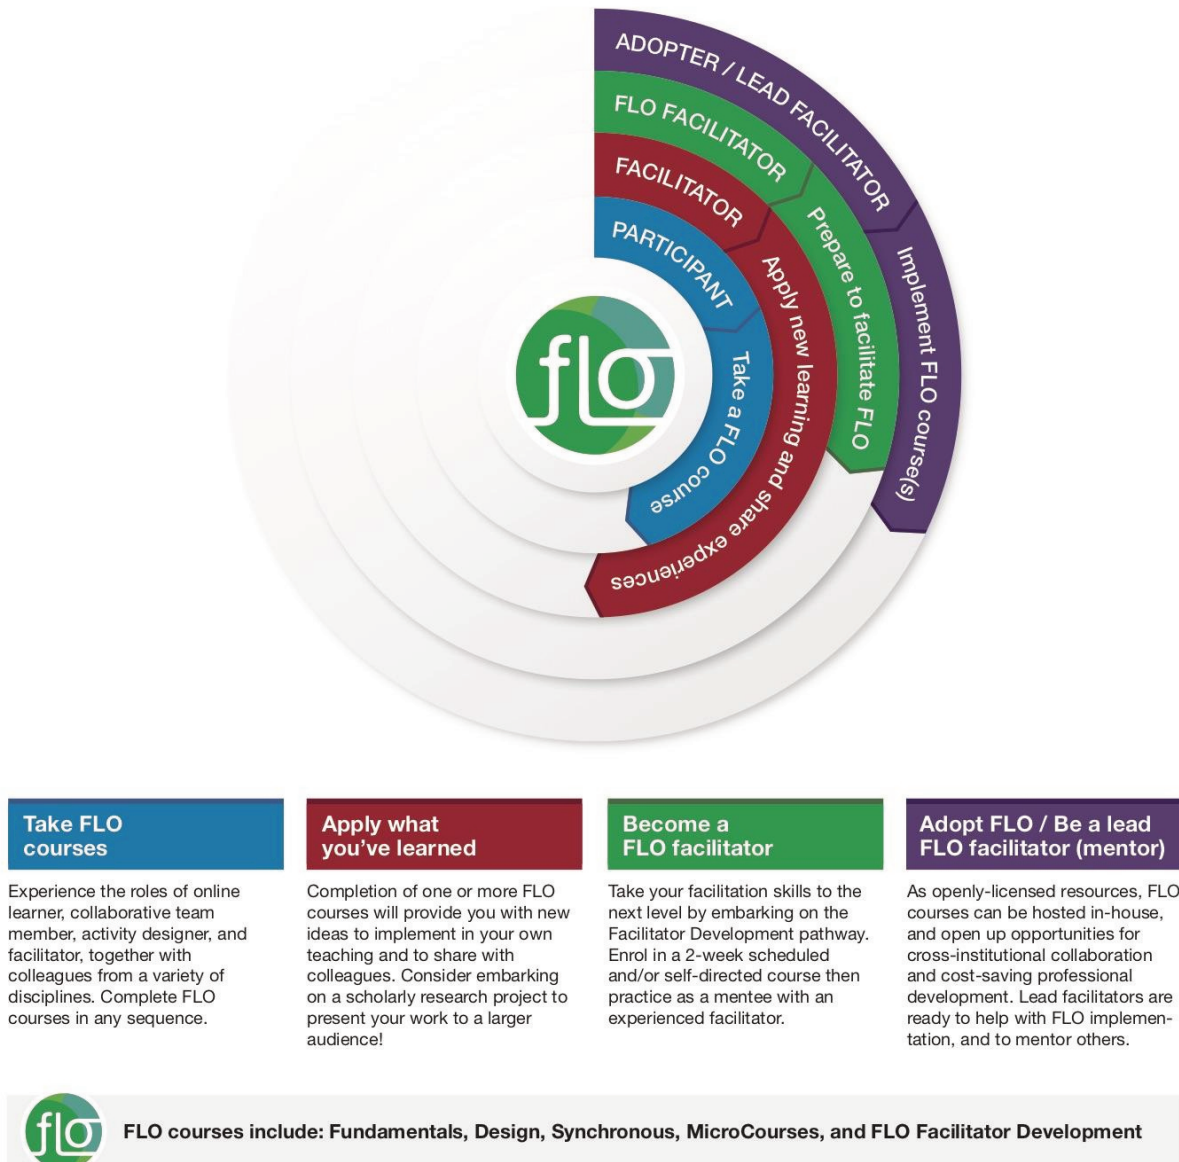 ADOPTER / LEAD FACILITATOR
Implement FLO course(s)
FLO FACILITATOR
Prepare to facilitate FLO
FACILITATOR
Apply new learning and share experiences
PARTICIPANT
Take a FLO course
flo
Take FLO
courses
Experience the roles of online
learner, collaborative team
member, activity designer, and
facilitator, together with
colleagues from a variety of
disciplines. Complete FLO
courses in any sequence.
Apply what
you've learned
Completion of one or more FLO
courses will provide you with new
ideas to implement in your own
teaching and to share with
colleagues. Consider embarking
on a scholarly research project to
present your work to a larger
audience!
Become a
FLO facilitator
Take your facilitation skills to the
next level by embarking on the
Facilitator Development pathway.
Enrol in a 2-week scheduled
and/or self-directed course then
practice as a mentee with an
experienced facilitator.
Adopt FLO / Be a lead
FLO facilitator (mentor)
As openly-licensed resources, FLO
courses can be hosted in-house,
and open up opportunities for
cross-institutional collaboration
and cost-saving professional
development. Lead facilitators are
ready to help with FLO implemen-
tation, and to mentor others.
flo
FLO courses include: Fundamentals, Design, Synchronous, MicroCourses, and FLO Facilitator Development